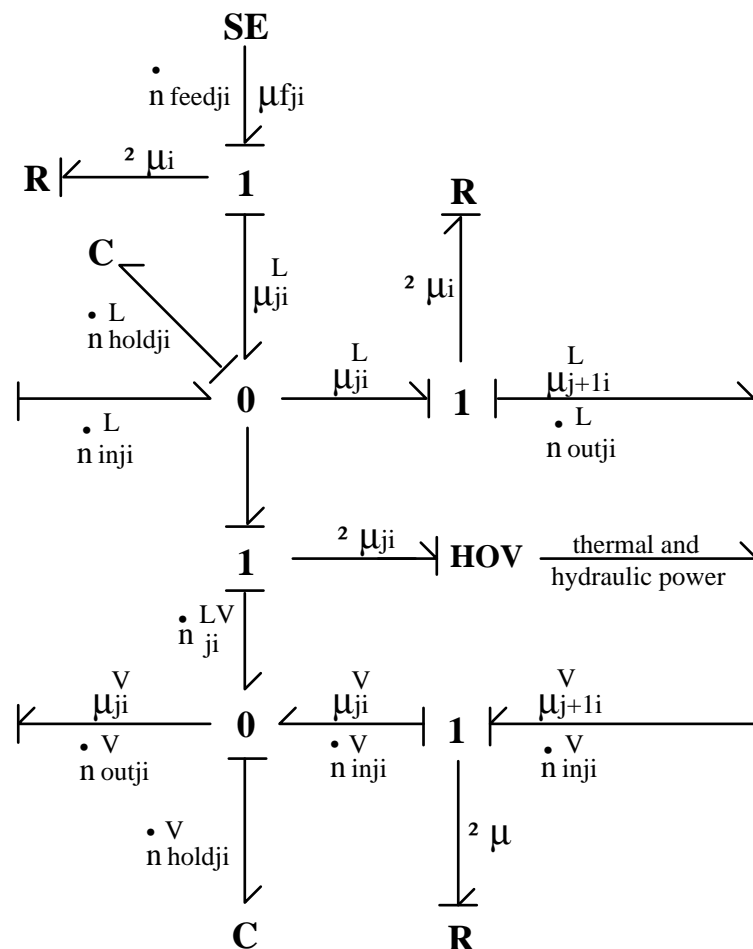 SE
ṅ feedji μfji
² μi
R 1 R
C
μji L
² μi
ṅ L holdji
μji L μj+1i L
0 1
ṅ L inji ṅ L outji
² μji thermal and
1 HOV
hydraulic power
ṅ LV ji
μji V μji V μj+1i V
0 1
ṅ V outji ṅ V inji ṅ V inji
ṅ V holdji ² μ
C R